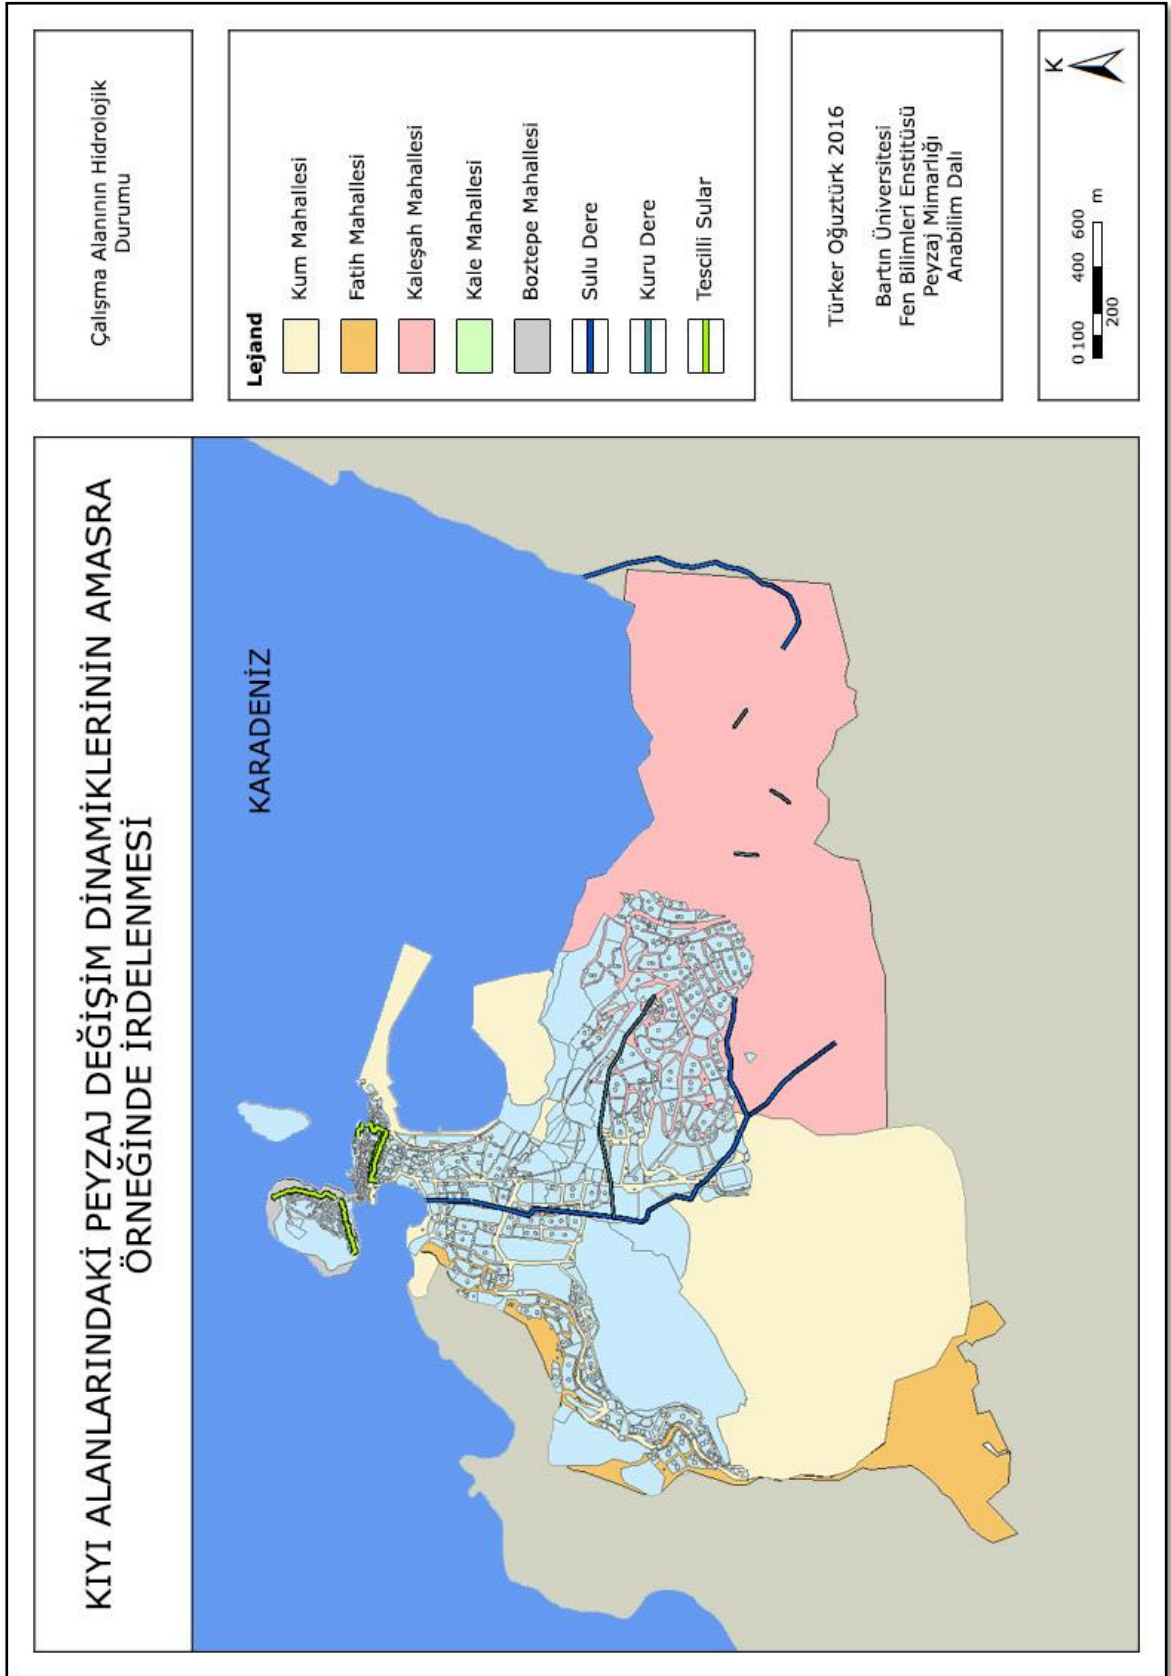 KIYI ALANLARINDAKİ PEYZAJ DEĞİŞİM DİNAMİKLERİNİN AMASRA
ÖRNEĞİNDE İRDELENMESİ
KARADENİZ
Çalışma Alanının Hidrolojik
Durumu
Lejand
Kum Mahallesi
Fatih Mahallesi
Kaleşah Mahallesi
Kale Mahallesi
Boztepe Mahallesi
Sulu Dere
Kuru Dere
Tescilli Sular
Türker Oğuztürk 2016
Bartın Üniversitesi
Fen Bilimleri Enstitüsü
Peyzaj Mimarlığı
Anabilim Dalı
K
0 100 400 600 m
200